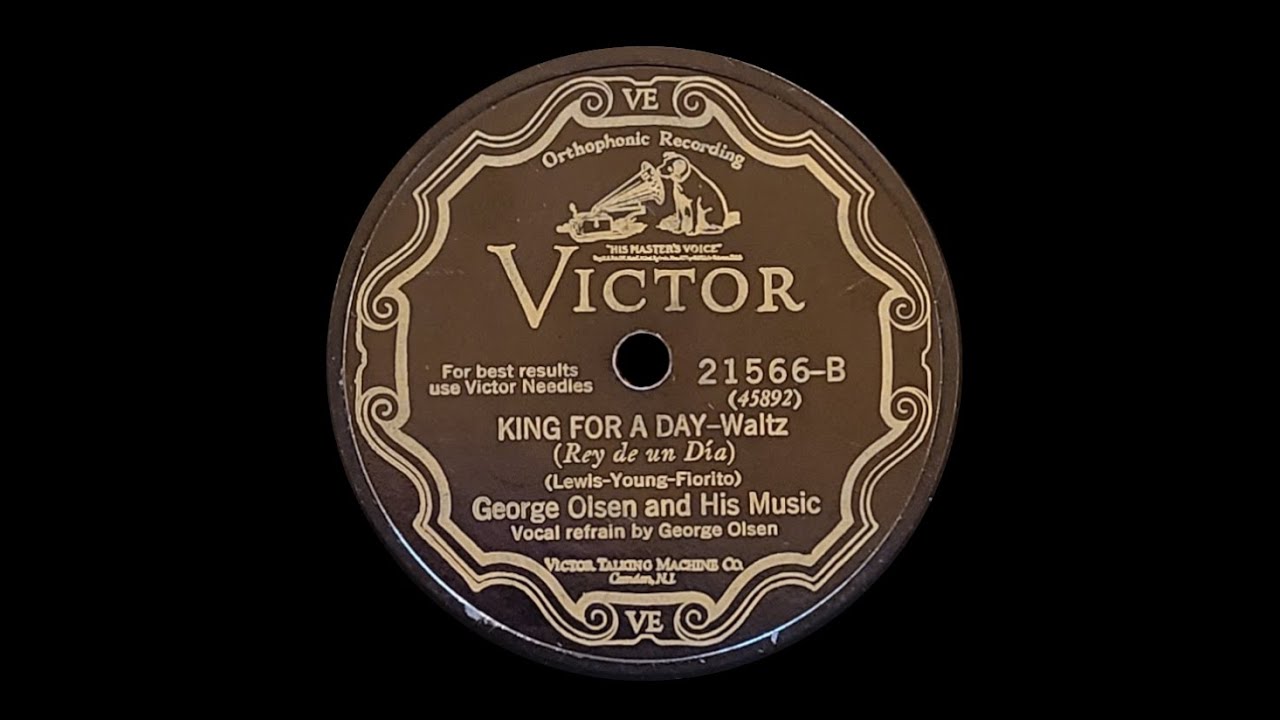 VE
Orthophonic Recording
"HIS MASTER'S VOICE"
VICTOR
For best results
use Victor Needles
21566-B
(45892)
KING FOR A DAY-Waltz
(Rey de un Día)
(Lewis-Young-Fiorito)
George Olsen and His Music
Vocal refrain by George Olsen
VICTOR TALKING MACHINE CO.
Camden, N.J.
VE